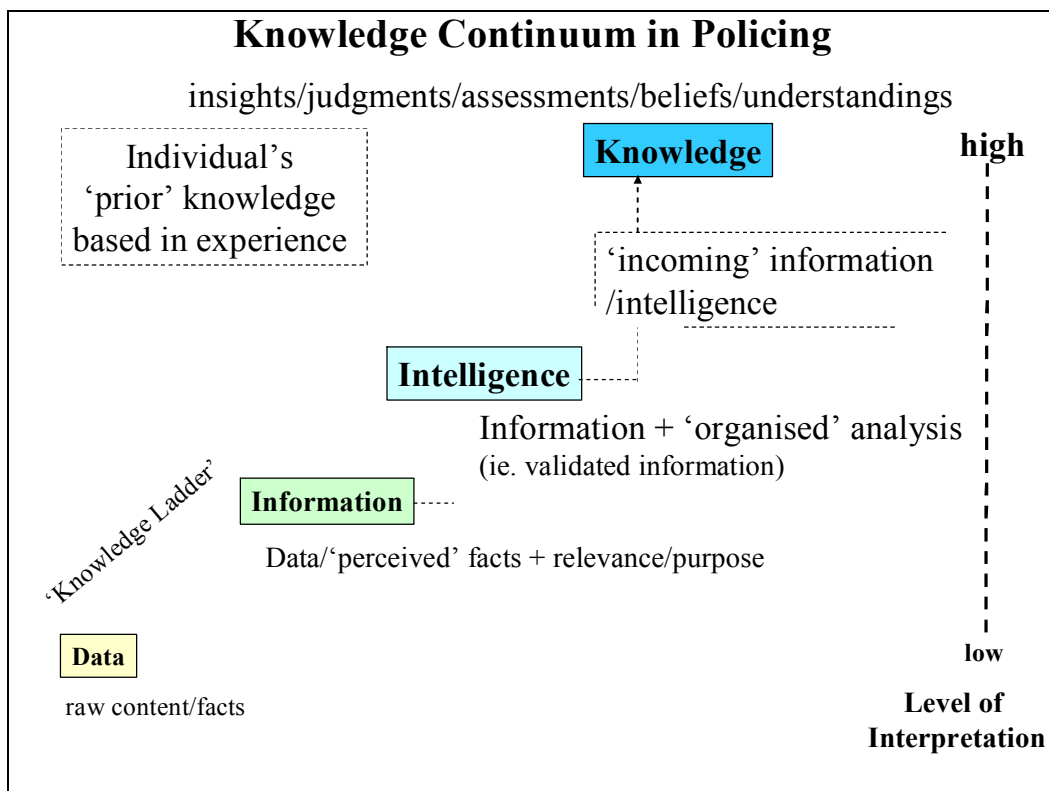 Knowledge Continuum in Policing
insights/judgments/assessments/beliefs/understandings
Individual’s
‘prior’ knowledge
based in experience
Knowledge
high
‘incoming’ information
/intelligence
Intelligence
Information + ‘organised’ analysis
(ie. validated information)
‘Knowledge Ladder’
Information
Data/‘perceived’ facts + relevance/purpose
Data
raw content/facts
low
Level of
Interpretation